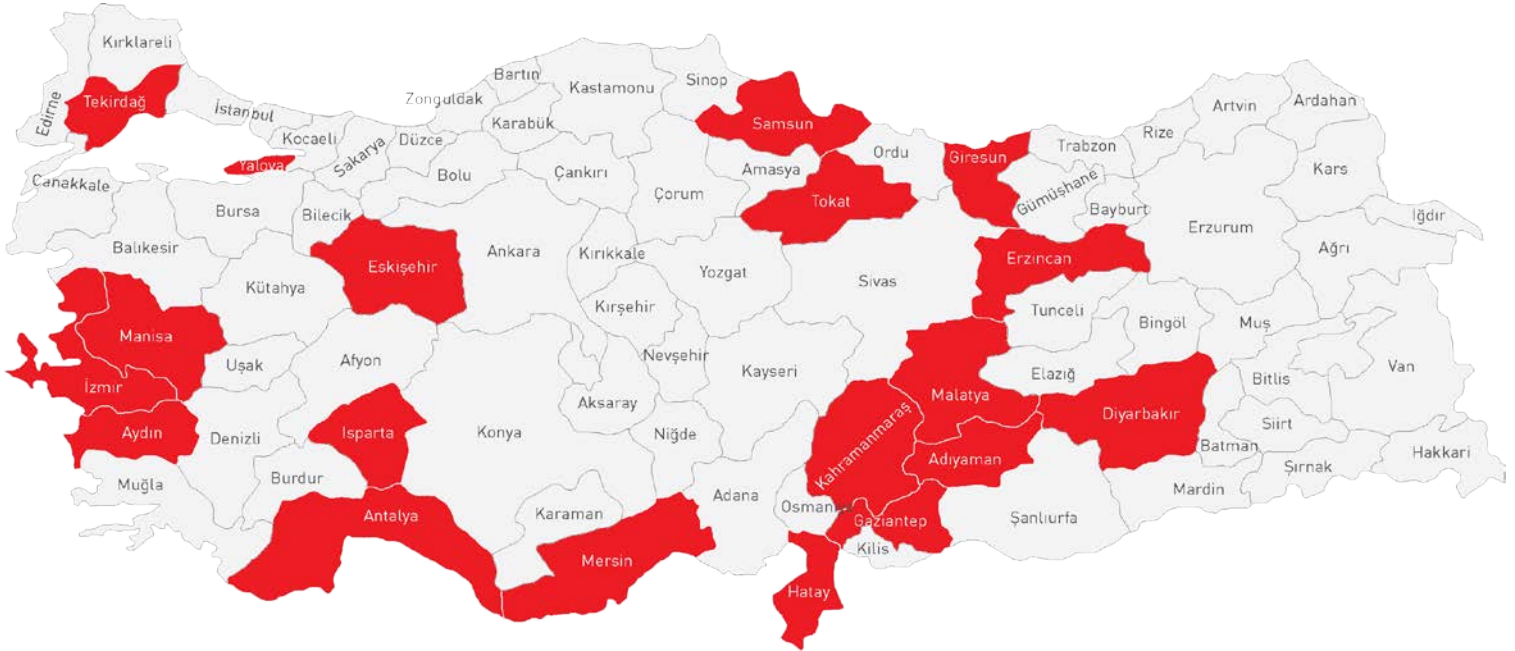 Kırklareli
Tekirdağ
Edirne
İstanbul
Kocaeli
Yalova
Sakarya
Düzce
Zonguldak
Bartın
Karabük
Kastamonu
Sinop
Samsun
Bolu
Çankırı
Çorum
Amasya
Ordu
Tokat
Giresun
Trabzon
Rize
Artvin
Ardahan
Kars
Gümüşhane
Bayburt
Erzurum
Iğdır
Ağrı
Çanakkale
Bursa
Bilecik
Balıkesir
Eskişehir
Ankara
Kırıkkale
Yozgat
Sivas
Erzincan
Kütahya
Kırşehir
Tunceli
Bingöl
Muş
Manisa
Uşak
Afyon
Nevşehir
Kayseri
Elazığ
Bitlis
Van
İzmir
Aksaray
Malatya
Diyarbakır
Siirt
Aydın
Denizli
Isparta
Konya
Niğde
Kahramanmaraş
Adıyaman
Batman
Şırnak
Hakkari
Muğla
Burdur
Mardin
Antalya
Karaman
Adana
Osmani
Gaziantep
Şanlıurfa
Kilis
Mersin
Hatay